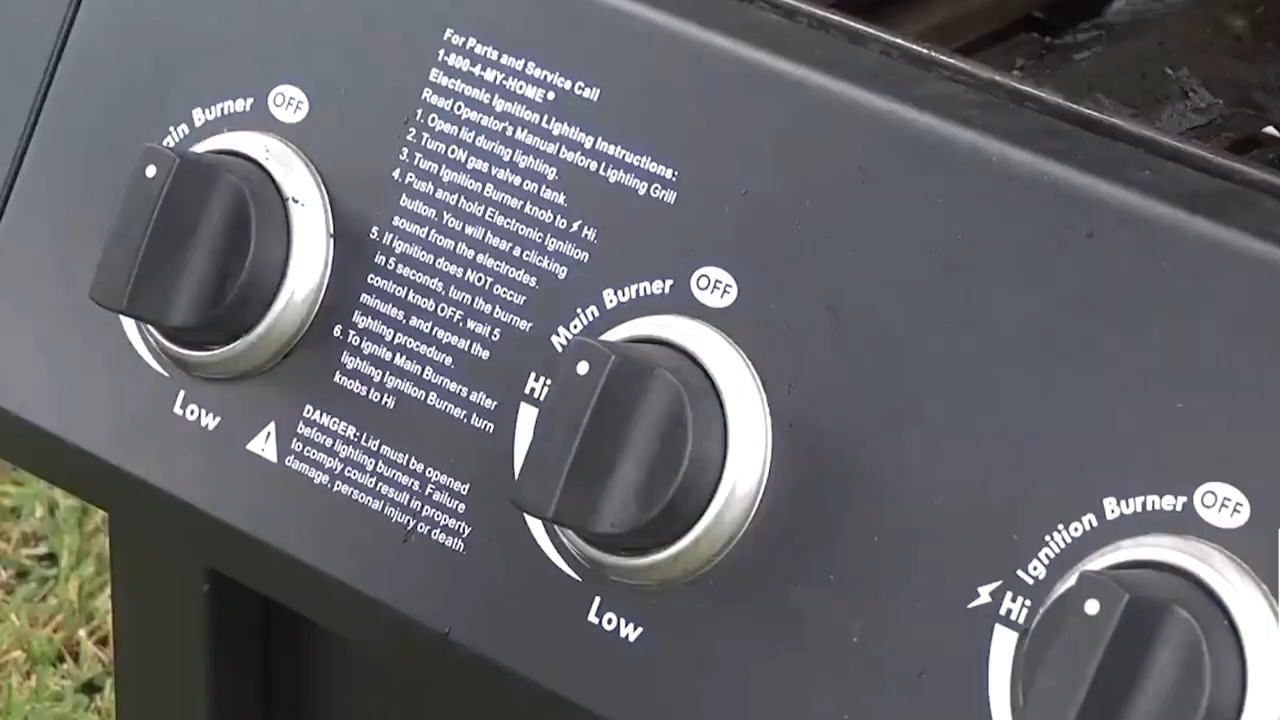 For Parts and Service Call
1-800-4-MY-HOME®
Electronic Ignition Lighting Instructions:
Read Operator's Manual before Lighting Grill
1. Open lid during lighting.
2. Turn ON gas valve on tank.
3. Turn Ignition Burner knob to Hi.
4. Push and hold Electronic Ignition
button. You will hear a clicking
sound from the electrodes.
5. If ignition does NOT occur
in 5 seconds, turn the burner
control knob OFF, wait 5
minutes, and repeat the
lighting procedure.
6. To ignite Main Burners after
lighting Ignition Burner, turn
knobs to Hi
DANGER: Lid must be opened
before lighting burners. Failure
to comply could result in property
damage, personal injury or death.
Burner OFF
Low
Main Burner OFF
Hi
Low
Ignition Burner OFF
Hi